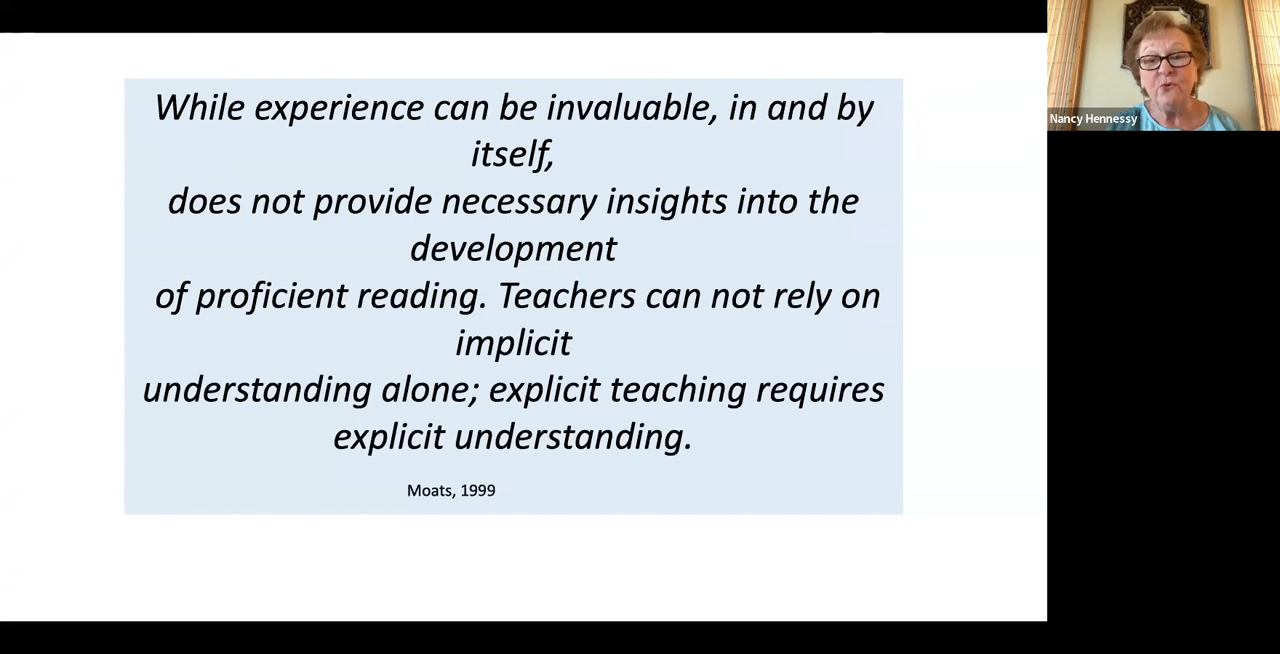 While experience can be invaluable, in and by
itself,
does not provide necessary insights into the
development
of proficient reading. Teachers can not rely on
implicit
understanding alone; explicit teaching requires
explicit understanding.
Moats, 1999
Nancy Hennessy